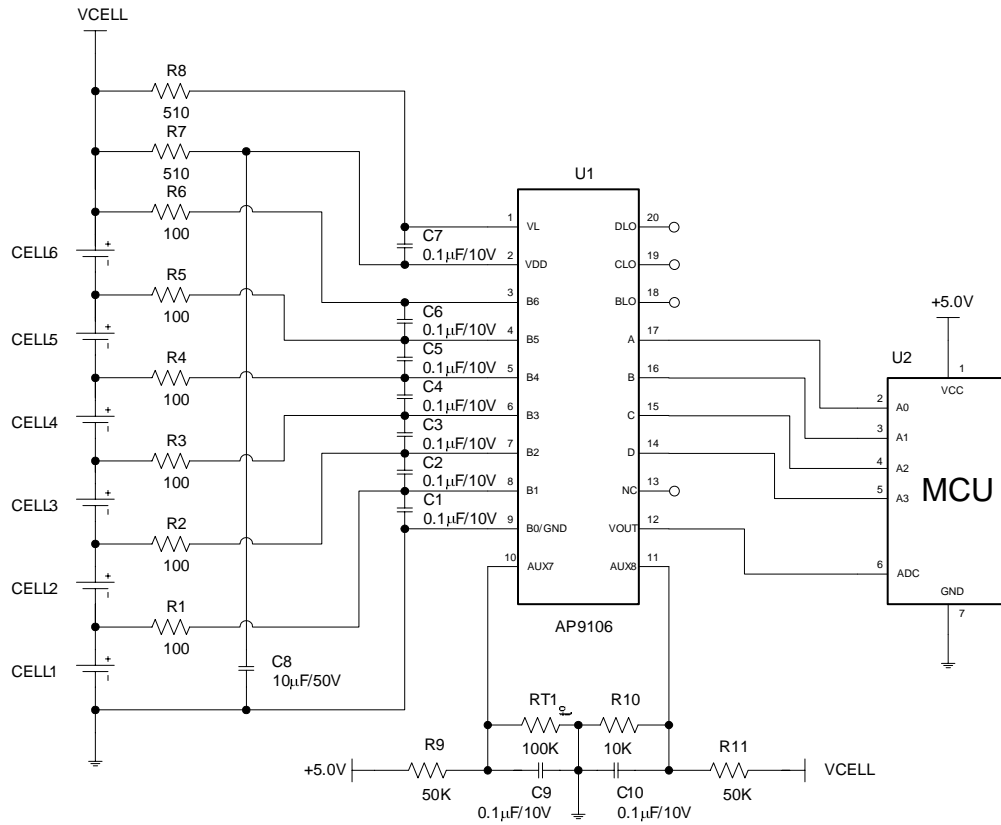 VCELL
R8
510
R7
510
R6
100
CELL6
+
-
R5
100
CELL5
+
-
R4
100
CELL4
+
-
R3
100
CELL3
+
-
R2
100
CELL2
+
-
R1
100
CELL1
+
-
C8
10μF/50V
C7
0.1μF/10V
C6
0.1μF/10V
C5
0.1μF/10V
C4
0.1μF/10V
C3
0.1μF/10V
C2
0.1μF/10V
C1
0.1μF/10V
U1
1 VL DLO 20
2 VDD CLO 19
3 B6 BLO 18
4 B5 A 17
5 B4 B 16
6 B3 C 15
7 B2 D 14
8 B1 NC 13
9 B0/GND VOUT 12
10 AUX7 AUX8 11
AP9106
+5.0V
U2
1
VCC
2 A0
3 A1
4 A2
5 A3
MCU
6 ADC
GND
7
RT1
to
100K
R10
10K
+5.0V
R9
50K
C9
0.1μF/10V
C10
0.1μF/10V
R11
50K
VCELL